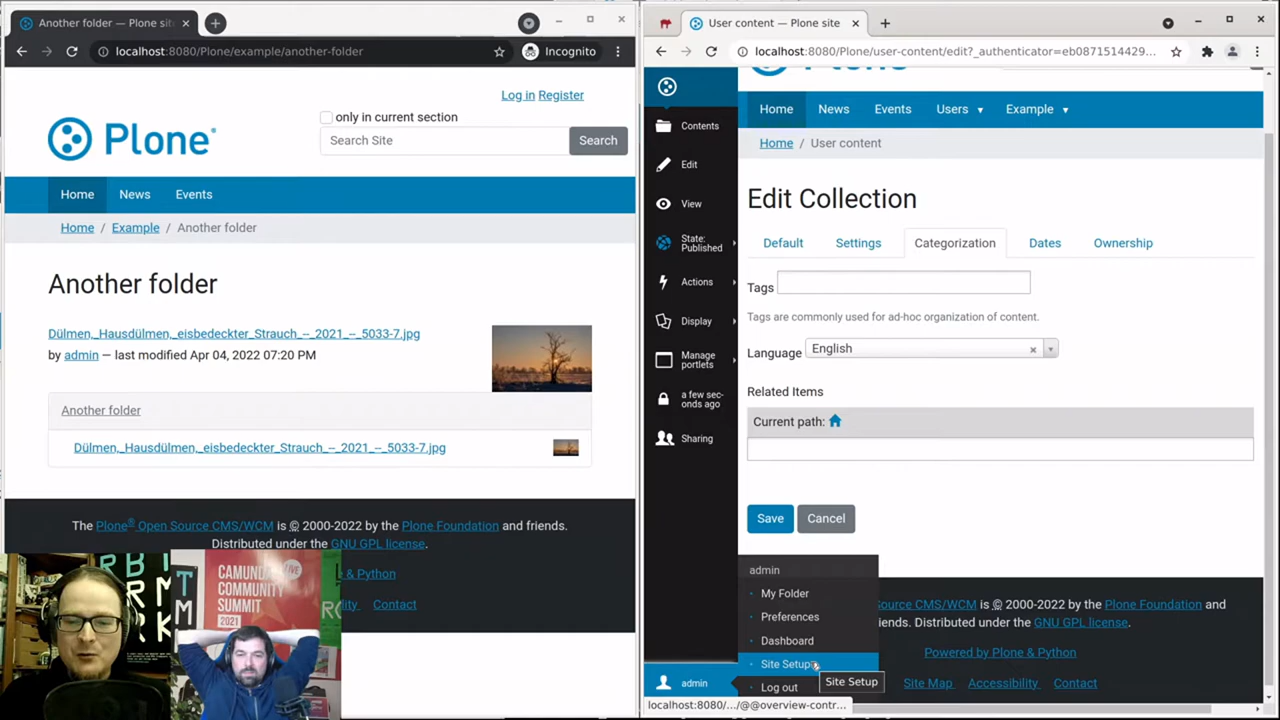 Another folder — Plone sit
localhost:8080/Plone/example/another-folder
Incognito
Log in Register
only in current section
Plone®
Search Site
Search
Home
News
Events
Home / Example / Another folder
Another folder
Dülmen,_Hausdülmen,_eisbedeckter_Strauch_--_2021_--_5033-7.jpg
by admin — last modified Apr 04, 2022 07:20 PM
Another folder
Dülmen,_Hausdülmen,_eisbedeckter_Strauch_--_2021_--_5033-7.jpg
The Plone® Open Source CMS/WCM is © 2000-2022 by the Plone Foundation and friends.
Distributed under the GNU GPL license.
& Python
Contact
CAMUNDA
COMMUNITY
SUMMIT
2021
User content — Plone site
localhost:8080/Plone/user-content/edit?_authenticator=eb0871514429...
Home
News
Events
Users
Example
Home / User content
Contents
Edit
View
State:
Published
Actions
Display
Manage
portlets
a few sec-
onds ago
Sharing
admin
Edit Collection
Default
Settings
Categorization
Dates
Ownership
Tags
Tags are commonly used for ad-hoc organization of content.
Language
English
Related Items
Current path:
Save
Cancel
admin
My Folder
Preferences
Dashboard
Site Setup
Log out
Site Setup
ource CMS/WCM is © 2000-2022 by the Plone Foundation and
friends. Distributed under the GNU GPL license.
Powered by Plone & Python
Site Map
Accessibility
Contact
localhost:8080/.../@@overview-contr...